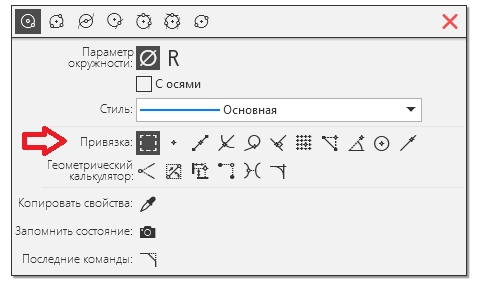 Параметр
окружности: Ø R
С осями
Стиль: Основная
Привязка:
Геометрический
калькулятор:
Копировать свойства:
Запомнить состояние:
Последние команды: